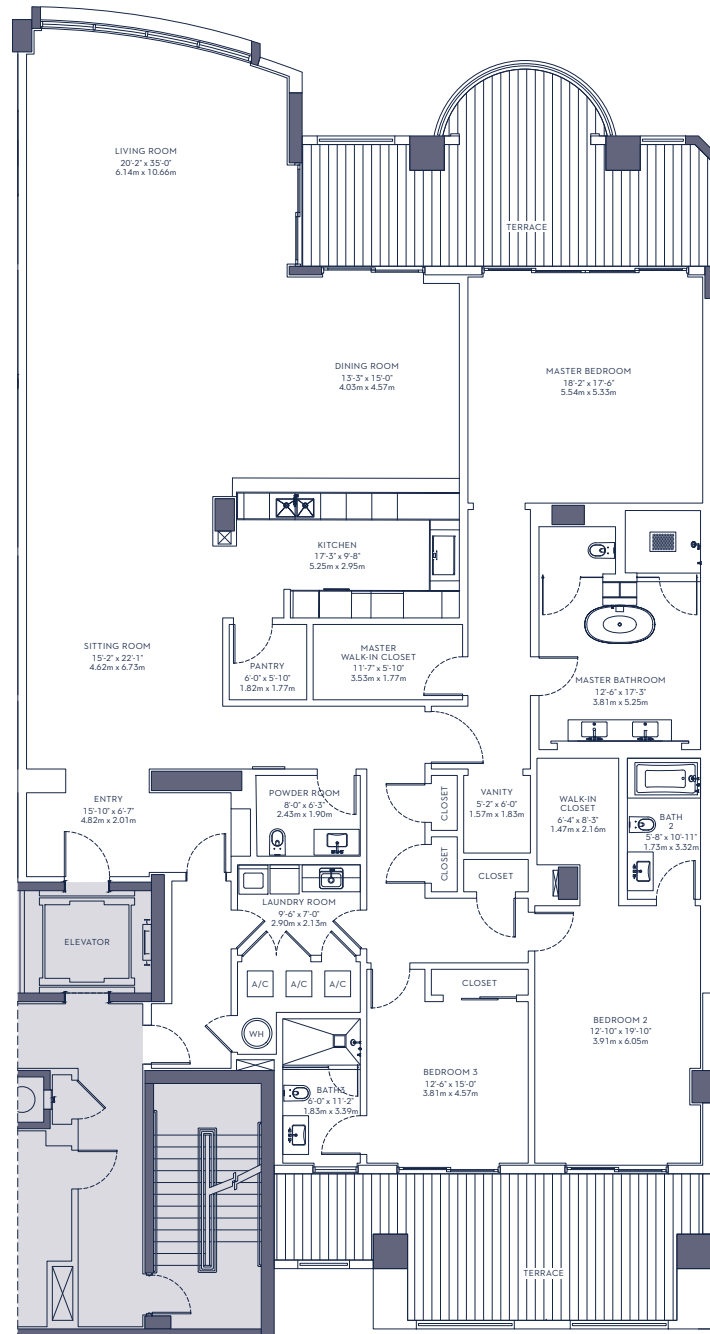 LIVING ROOM
20'-2" x 35'-0"
6.14m x 10.66m
TERRACE
DINING ROOM
13'-3" x 15'-0"
4.03m x 4.57m
MASTER BEDROOM
18'-2" x 17'-6"
5.54m x 5.33m
KITCHEN
17'-3" x 9'-8"
5.25m x 2.95m
SITTING ROOM
15'-2" x 22'-1"
4.62m x 6.73m
PANTRY
6'-0" x 5'-10"
1.82m x 1.77m
MASTER
WALK-IN CLOSET
11'-7" x 5'-10"
3.53m x 1.77m
MASTER BATHROOM
12'-6" x 17'-3"
3.81m x 5.25m
ENTRY
15'-10" x 6'-7"
4.82m x 2.01m
POWDER ROOM
8'-0" x 6'-3"
2.43m x 1.90m
CLOSET
VANITY
5'-2" x 6'-0"
1.57m x 1.83m
WALK-IN
CLOSET
6'-4" x 8'-3"
1.47m x 2.16m
BATH
2
5'-8" x 10'-11"
1.73m x 3.32m
CLOSET
CLOSET
LAUNDRY ROOM
9'-6" x 7'-0"
2.90m x 2.13m
ELEVATOR
A/C
A/C
A/C
CLOSET
WH
BEDROOM 2
12'-10" x 19'-10"
3.91m x 6.05m
BEDROOM 3
12'-6" x 15'-0"
3.81m x 4.57m
BATH3
6'-0" x 11'-2"
1.83m x 3.39m
TERRACE